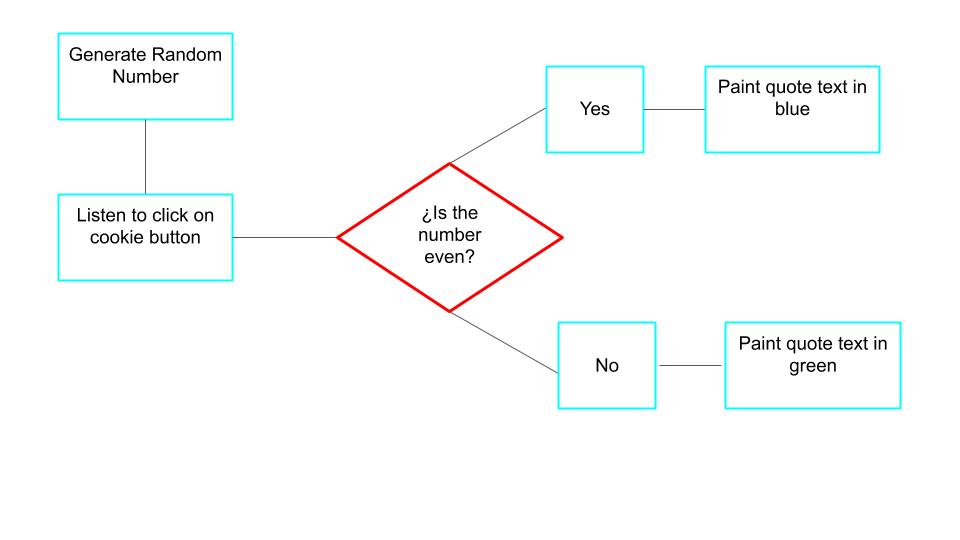 Generate Random
Number
Listen to click on
cookie button
¿Is the
number
even?
Yes
Paint quote text in
blue
No
Paint quote text in
green